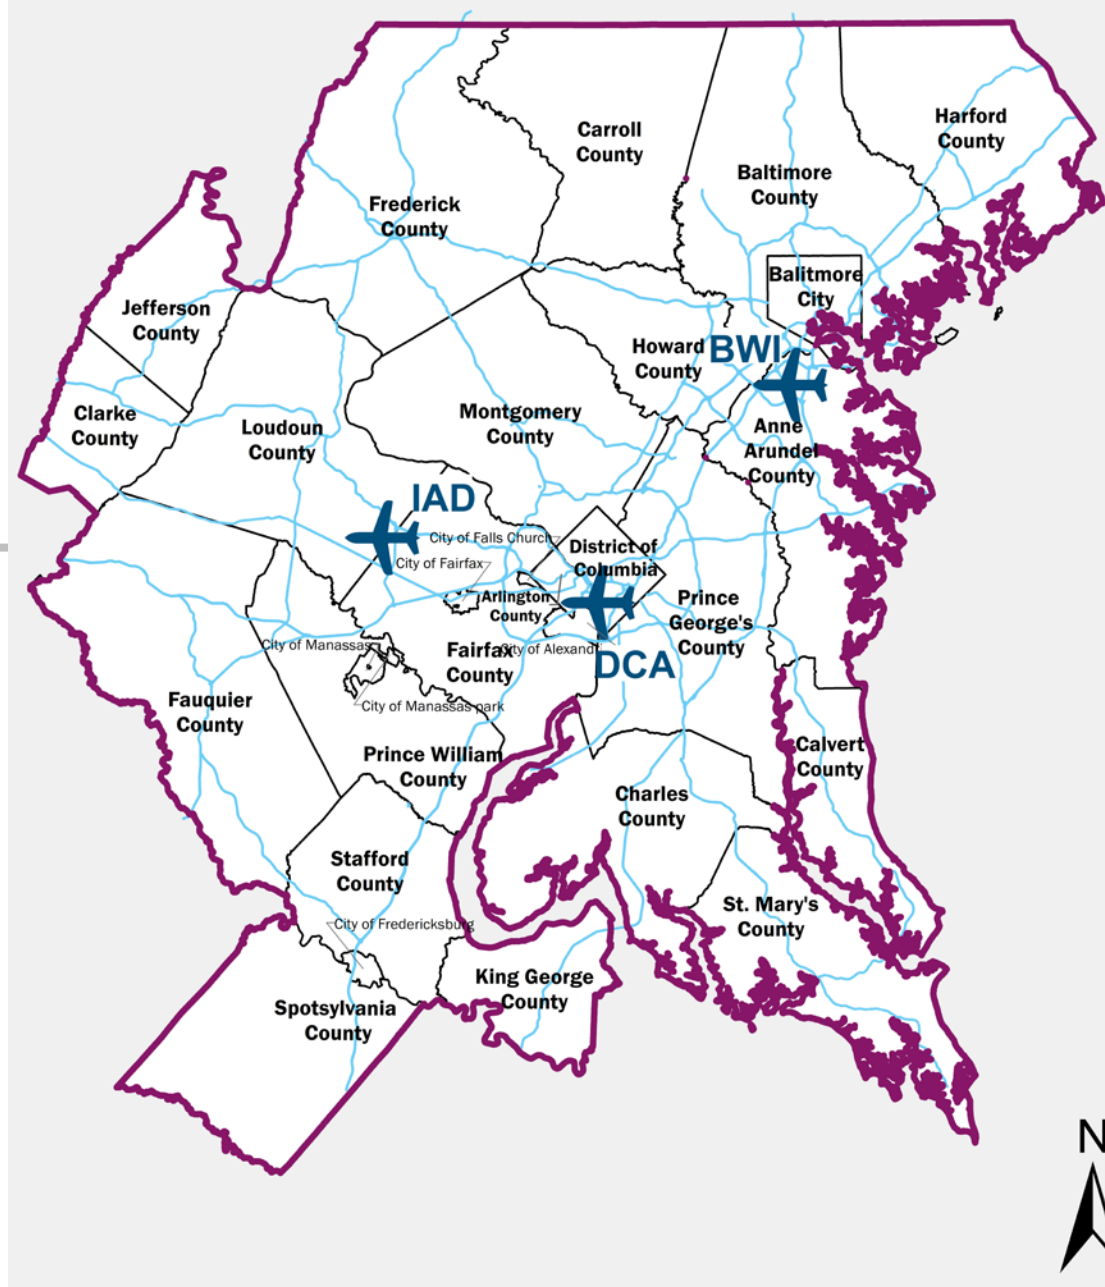 Carroll
County
Harford
County
Baltimore
County
Frederick
County
Balitmore
City
Jefferson
County
Howard
County
BWI
Clarke
County
Loudoun
County
Montgomery
County
Anne
Arundel
County
IAD
City of Falls Church
District of
Columbia
City of Fairfax
Arlington
County
Prince
George's
County
City of Manassas
Fairfax
County
City of Alexand
DCA
Fauquier
County
City of Manassas park
Prince William
County
Calvert
County
Charles
County
Stafford
County
St. Mary's
County
City of Fredericksburg
King George
County
Spotsylvania
County
N